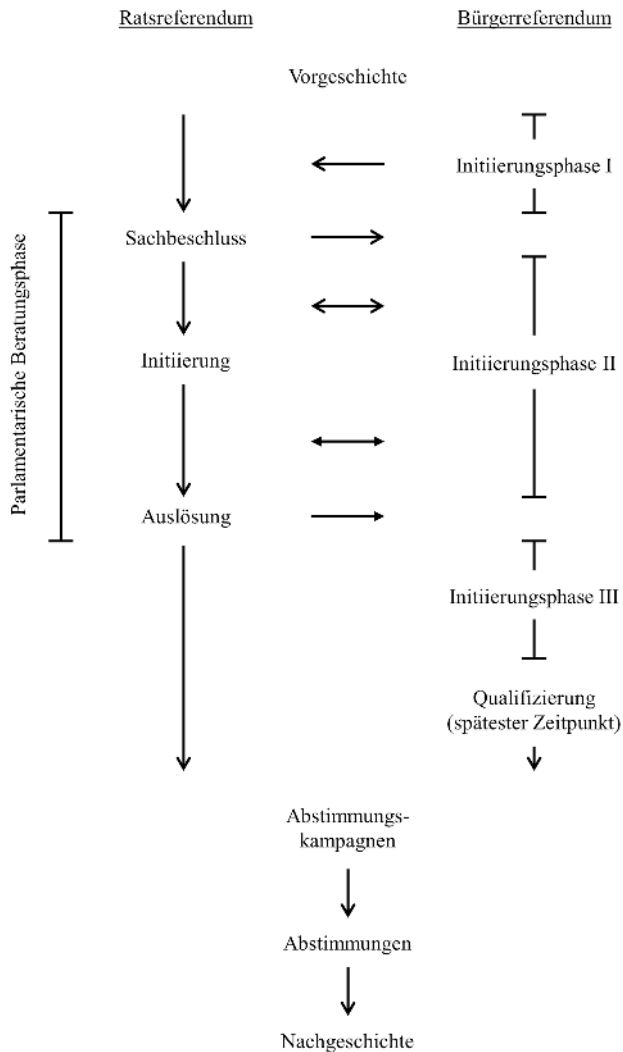 Ratsreferendum
Bürgerreferendum
Vorgeschichte
Initiierungsphase I
Sachbeschluss
Parlamentarische Beratungsphase
Initiierung
Initiierungsphase II
Auslösung
Initiierungsphase III
Qualifizierung
(spätester Zeitpunkt)
Abstimmungs-
kampagnen
Abstimmungen
Nachgeschichte